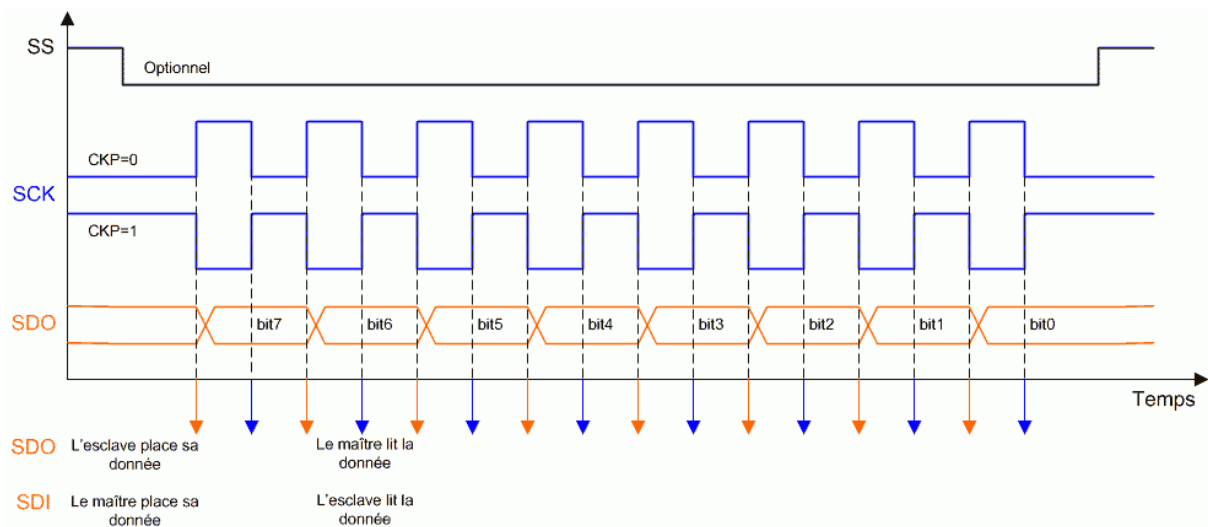 SS
Optionnel
CKP=0
SCK
CKP=1
SDO
bit7 bit6 bit5 bit4 bit3 bit2 bit1 bit0
Temps
SDO L'esclave place sa donnée Le maître lit la donnée
SDI Le maître place sa donnée L'esclave lit la donnée